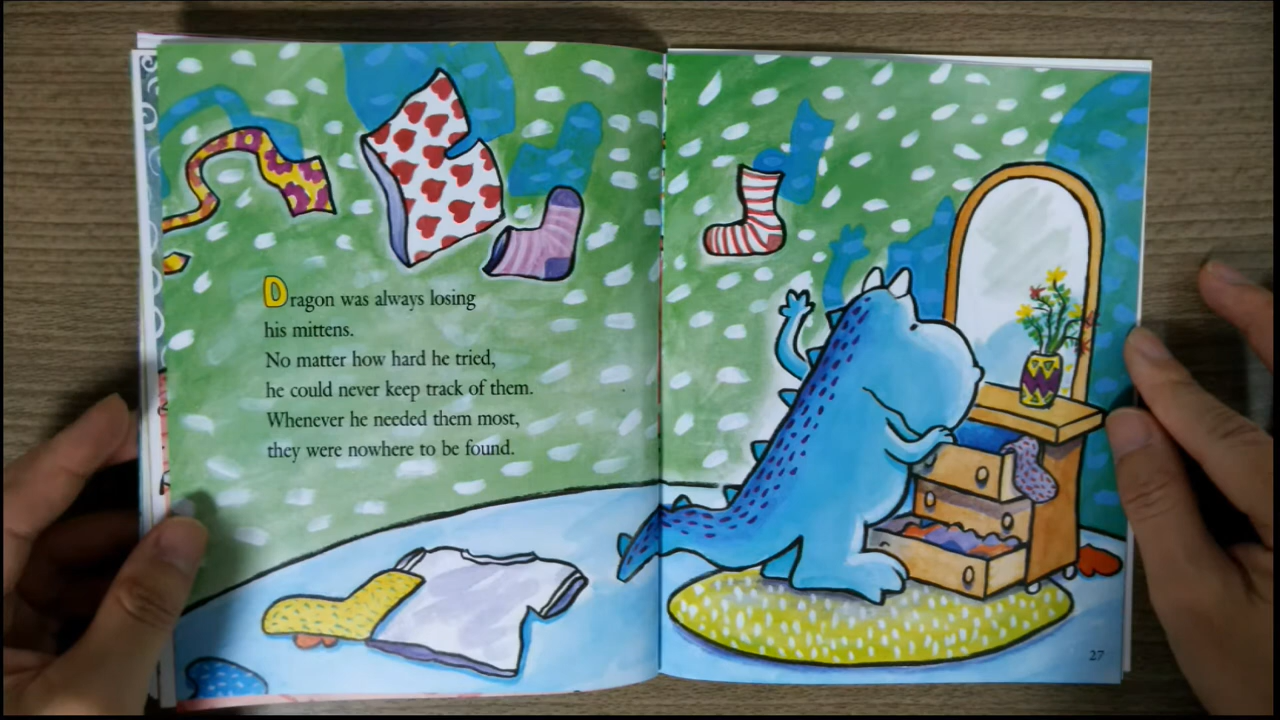 Dragon was always losing
his mittens.
No matter how hard he tried,
he could never keep track of them.
Whenever he needed them most,
they were nowhere to be found.
27